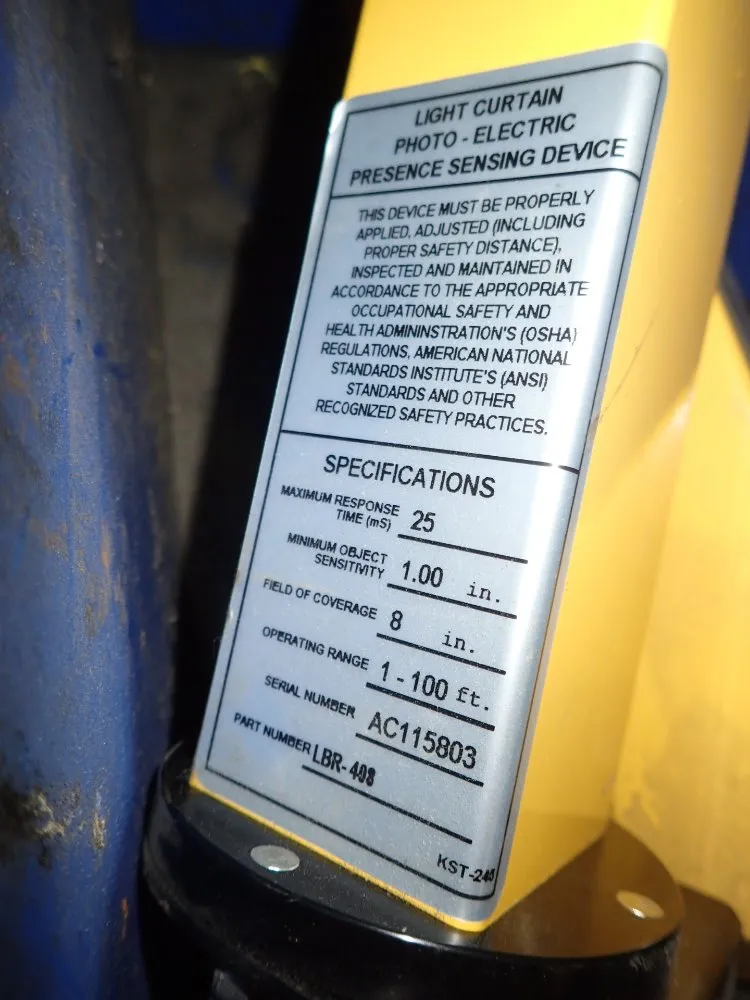 LIGHT CURTAIN
PHOTO - ELECTRIC
PRESENCE SENSING DEVICE
THIS DEVICE MUST BE PROPERLY
APPLIED, ADJUSTED (INCLUDING
PROPER SAFETY DISTANCE),
INSPECTED AND MAINTAINED IN
ACCORDANCE TO THE APPROPRIATE
OCCUPATIONAL SAFETY AND
HEALTH ADMININSTRATION'S (OSHA)
REGULATIONS, AMERICAN NATIONAL
STANDARDS INSTITUTE'S (ANSI)
STANDARDS AND OTHER
RECOGNIZED SAFETY PRACTICES.
SPECIFICATIONS
MAXIMUM RESPONSE
TIME (mS) 25
MINIMUM OBJECT
SENSITIVITY 1.00 in.
FIELD OF COVERAGE 8 in.
OPERATING RANGE 1 - 100 ft.
SERIAL NUMBER AC115803
PART NUMBER LBR-408